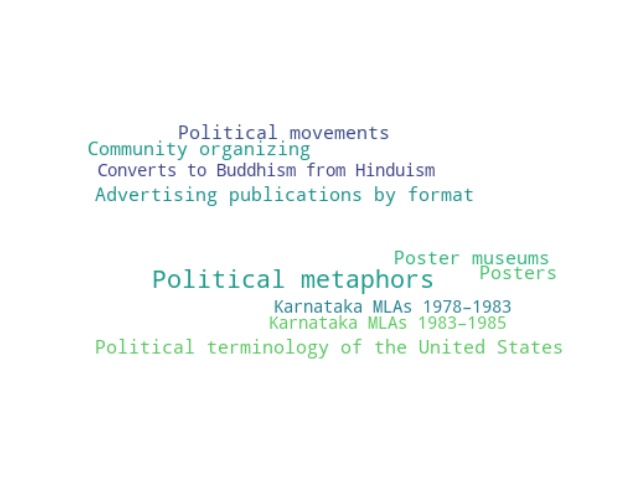 Political movements
Community organizing
Converts to Buddhism from Hinduism
Advertising publications by format
Poster museums
Posters
Political metaphors
Karnataka MLAs 1978–1983
Karnataka MLAs 1983–1985
Political terminology of the United States